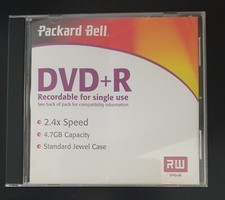 Packard Bell
DVD+R
Recordable for single use
See back of pack for compatibility information
2.4x Speed
4.7GB Capacity
Standard Jewel Case
RW